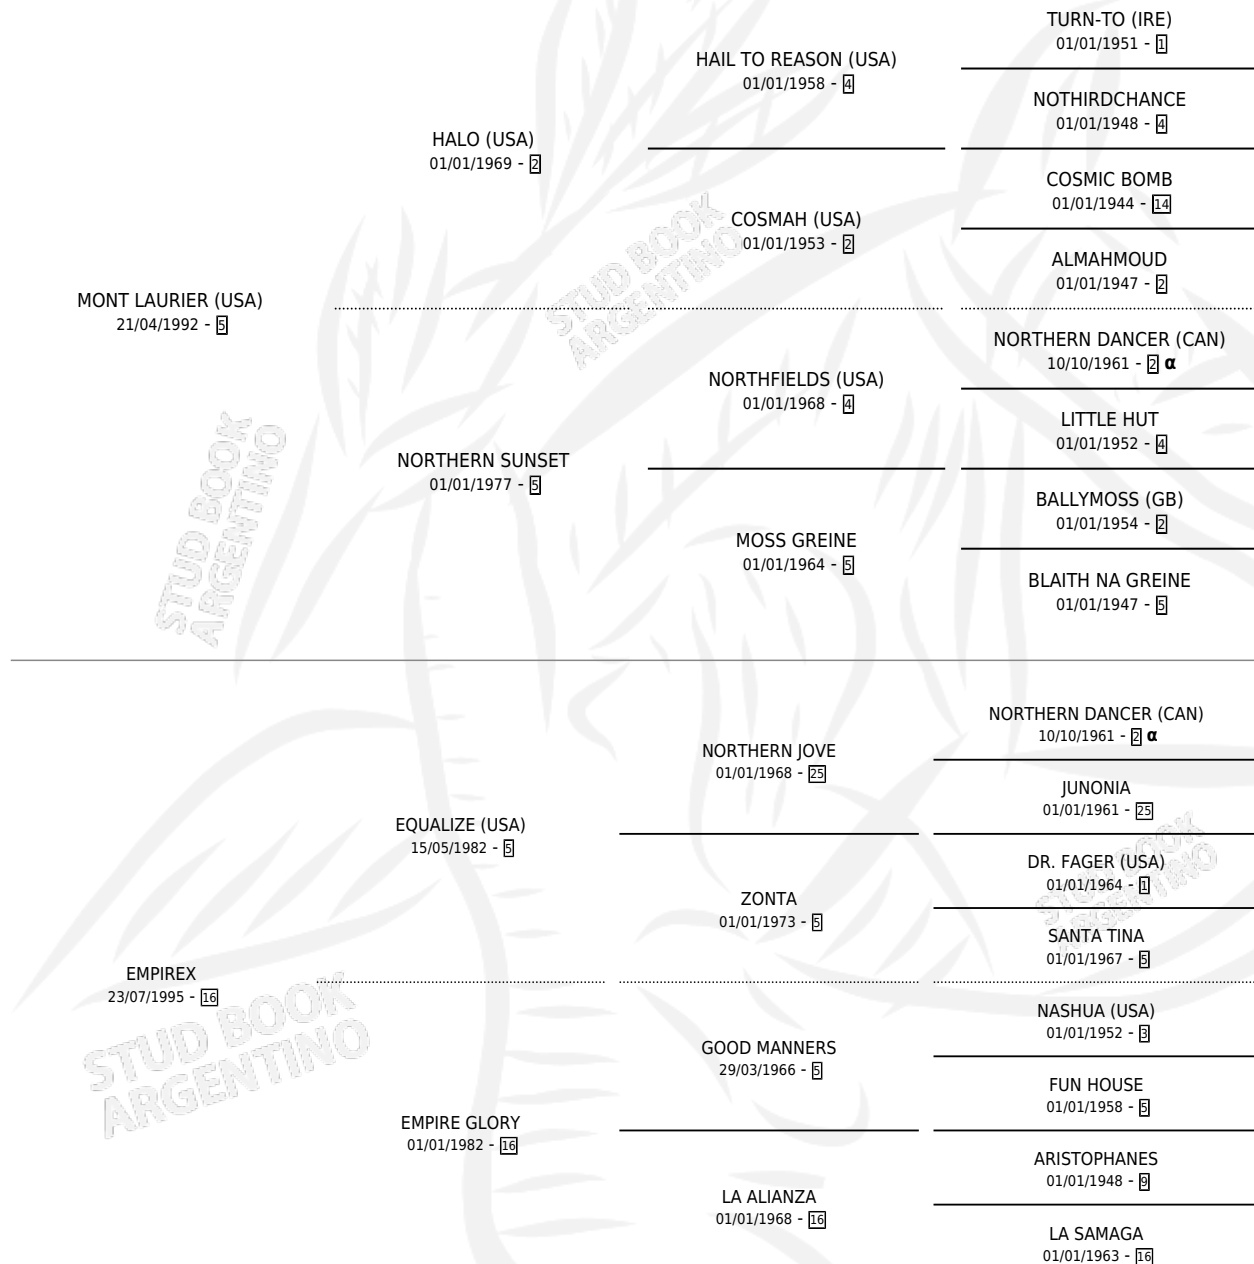 TURN-TO (IRE)
01/01/1951 - 1
HAIL TO REASON (USA)
01/01/1958 - 4
NOTHIRDCHANCE
01/01/1948 - 4
HALO (USA)
01/01/1969 - 2
COSMIC BOMB
01/01/1944 - 14
COSMAH (USA)
01/01/1953 - 2
ALMAHMOUD
01/01/1947 - 2
MONT LAURIER (USA)
21/04/1992 - 5
STUD BOOK
ARGENTINO
NORTHERN DANCER (CAN)
10/10/1961 - 2 α
NORTHFIELDS (USA)
01/01/1968 - 4
LITTLE HUT
01/01/1952 - 4
NORTHERN SUNSET
01/01/1977 - 5
BALLYMOSS (GB)
01/01/1954 - 2
MOSS GREINE
01/01/1964 - 5
BLAITH NA GREINE
01/01/1947 - 5
STUD BOOK
ARGENTINO
NORTHERN DANCER (CAN)
10/10/1961 - 2 α
NORTHERN JOVE
01/01/1968 - 25
JUNONIA
01/01/1961 - 25
EQUALIZE (USA)
15/05/1982 - 5
DR. FAGER (USA)
01/01/1964 - 1
STUD BOOK
ARGENTINO
ZONTA
01/01/1973 - 5
SANTA TINA
01/01/1967 - 5
EMPIREX
23/07/1995 - 16
STUD BOOK
ARGENTINO
NASHUA (USA)
01/01/1952 - 3
GOOD MANNERS
29/03/1966 - 5
FUN HOUSE
01/01/1958 - 5
EMPIRE GLORY
01/01/1982 - 16
ARISTOPHANES
01/01/1948 - 9
LA ALIANZA
01/01/1968 - 16
LA SAMAGA
01/01/1963 - 16